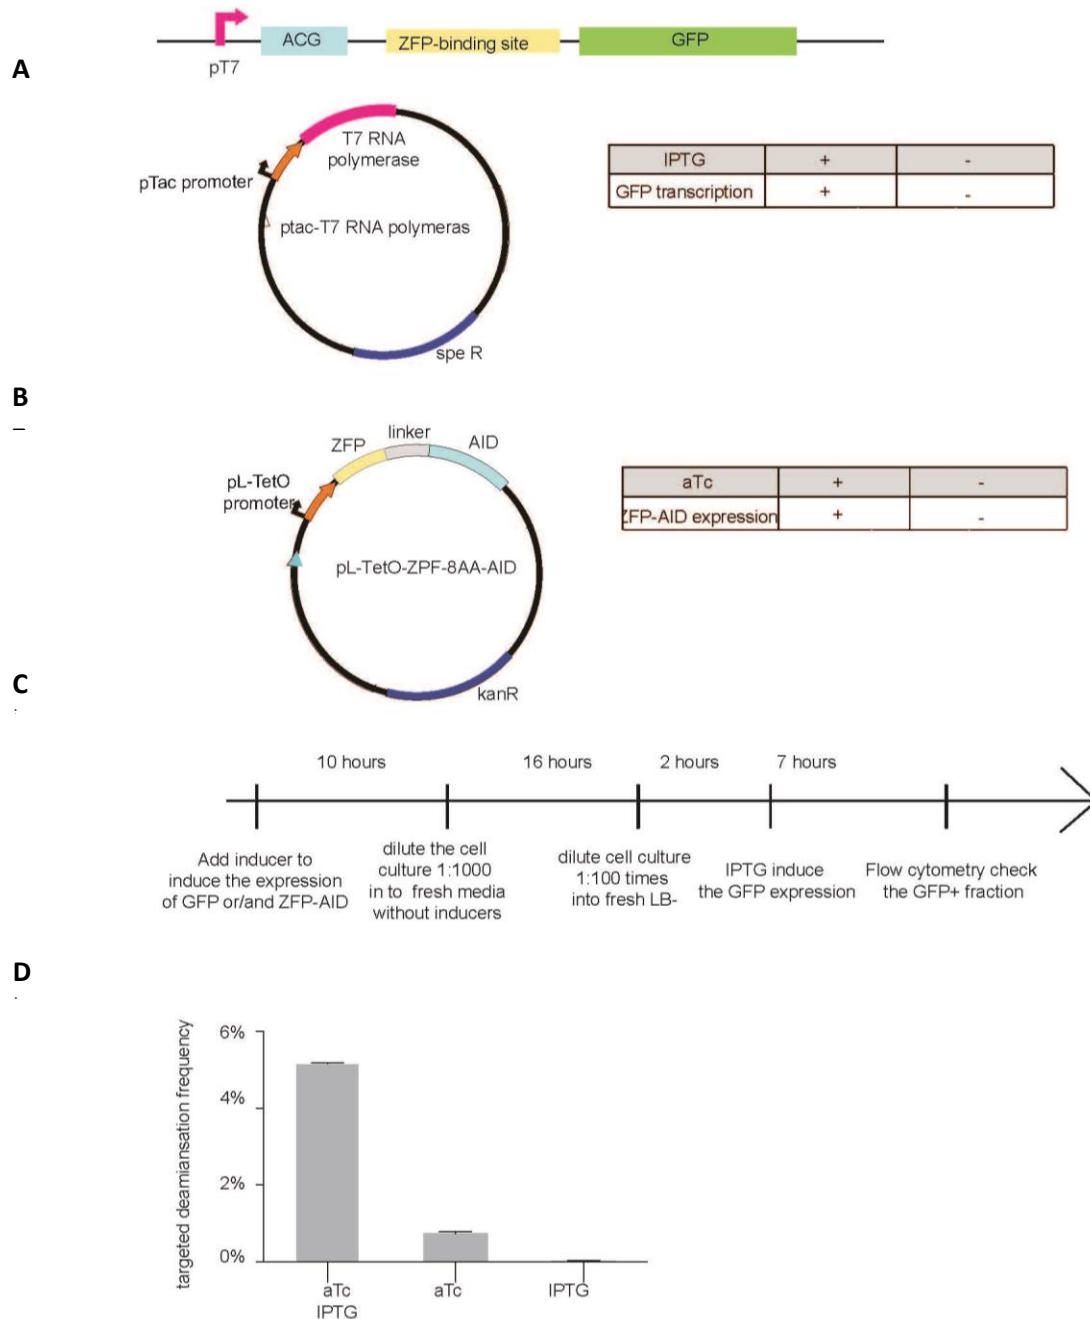 ACG
ZFP-binding site
GFP
pT7
A
T7 RNA
polymerase
pTac promoter
ptac-T7 RNA polymeras
spe R
IPTG + -
GFP transcription + -
B
ZFP
linker
AID
pL-TetO
promoter
pL-TetO-ZPF-8AA-AID
kanR
aTc + -
ZFP-AID expression + -
C
10 hours
16 hours
2 hours
7 hours
Add inducer to
induce the expression
of GFP or/and ZFP-AID
dilute the cell
culture 1:1000
in to fresh media
without inducers
dilute cell culture
1:100 times
into fresh LB-
IPTG induce
the GFP expression
Flow cytometry check
the GFP+ fraction
D
targeted deamiansation frequency
6%
4%
2%
0%
aTc
IPTG
aTc
IPTG